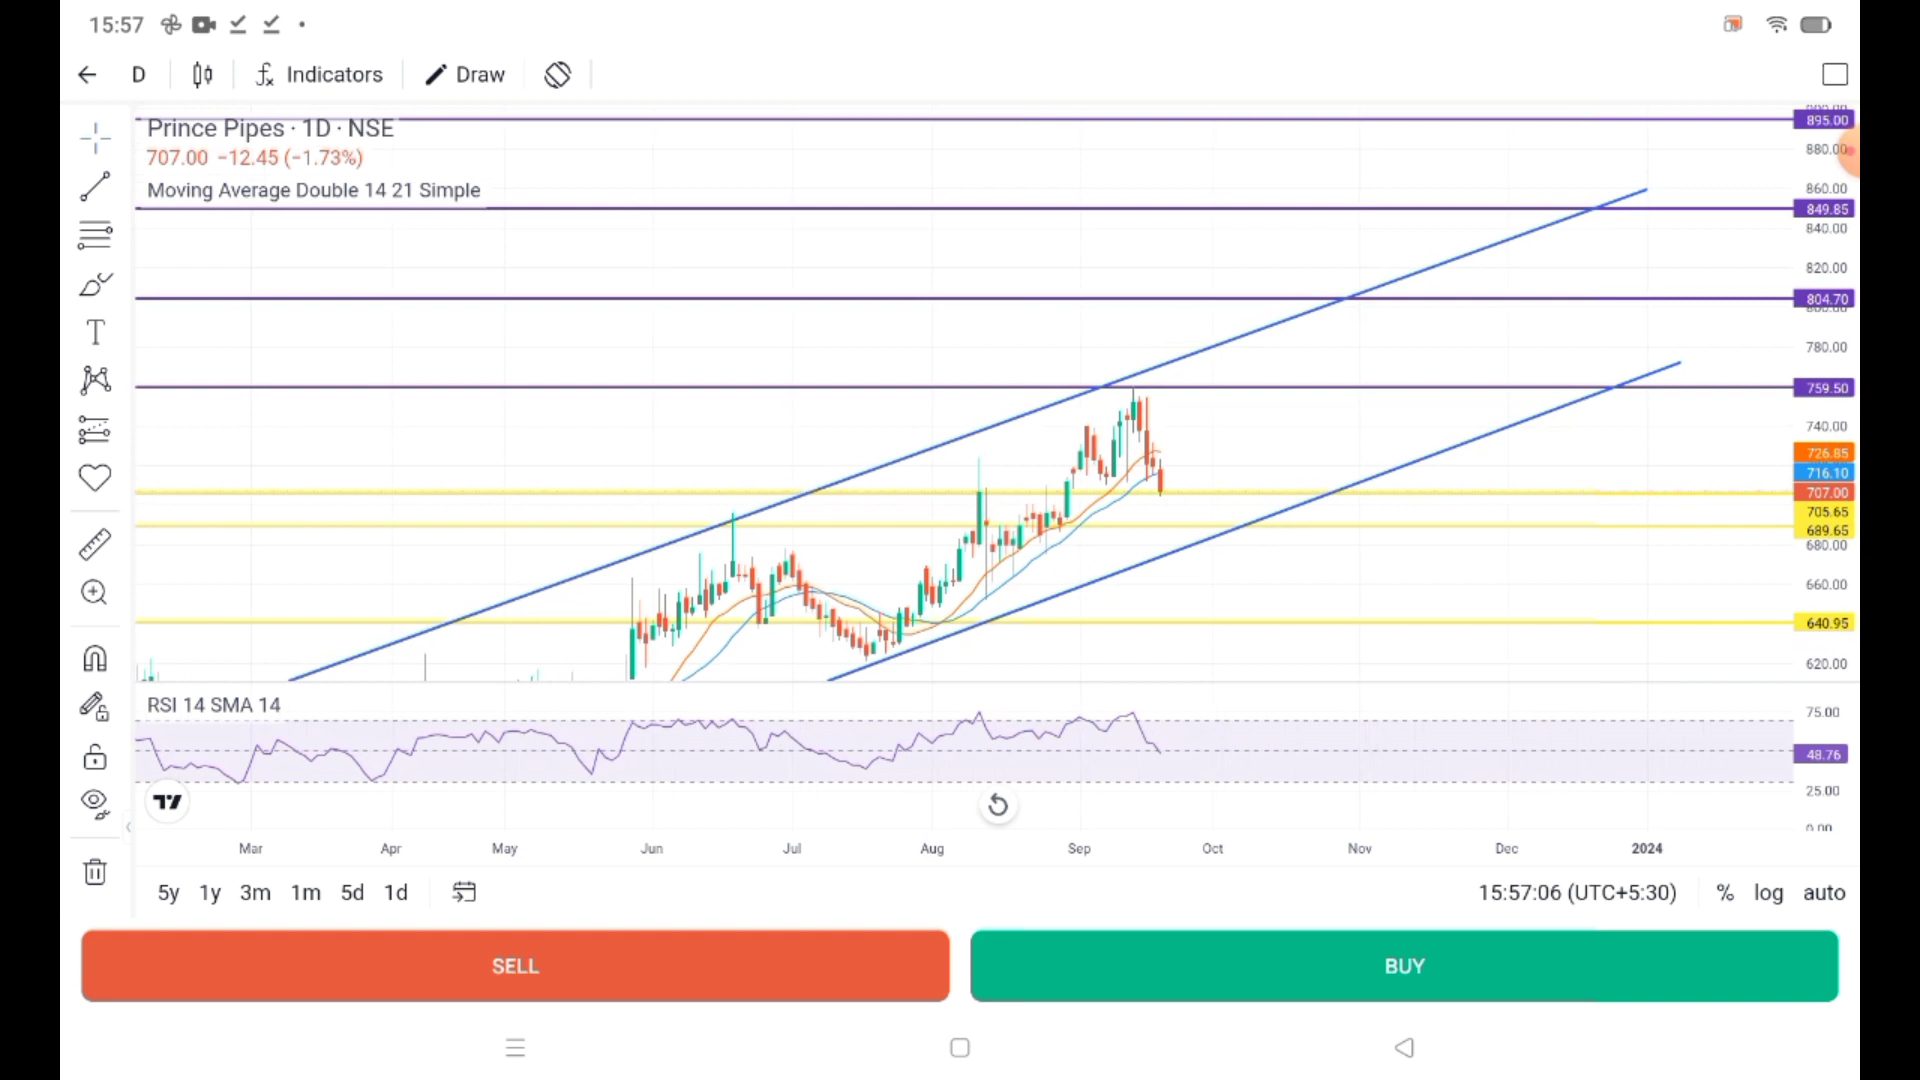 15:57
D
Indicators
Draw
Prince Pipes · 1D · NSE
707.00 −12.45 (−1.73%)
Moving Average Double 14 21 Simple
895.00
880.00
860.00
849.85
840.00
820.00
804.70
780.00
759.50
740.00
726.85
716.10
707.00
705.65
689.65
680.00
660.00
640.95
620.00
RSI 14 SMA 14
75.00
48.76
25.00
0.00
Mar Apr May Jun Jul Aug Sep Oct Nov Dec 2024
5y 1y 3m 1m 5d 1d
15:57:06 (UTC+5:30) % log auto
SELL
BUY